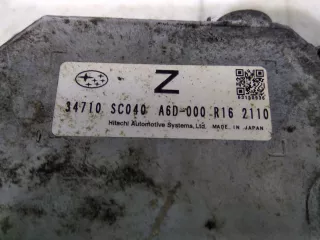 Z
34710 SC040 A6D-000 R16 2110
Hitachi Automotive Systems, Ltd. MADE IN JAPAN